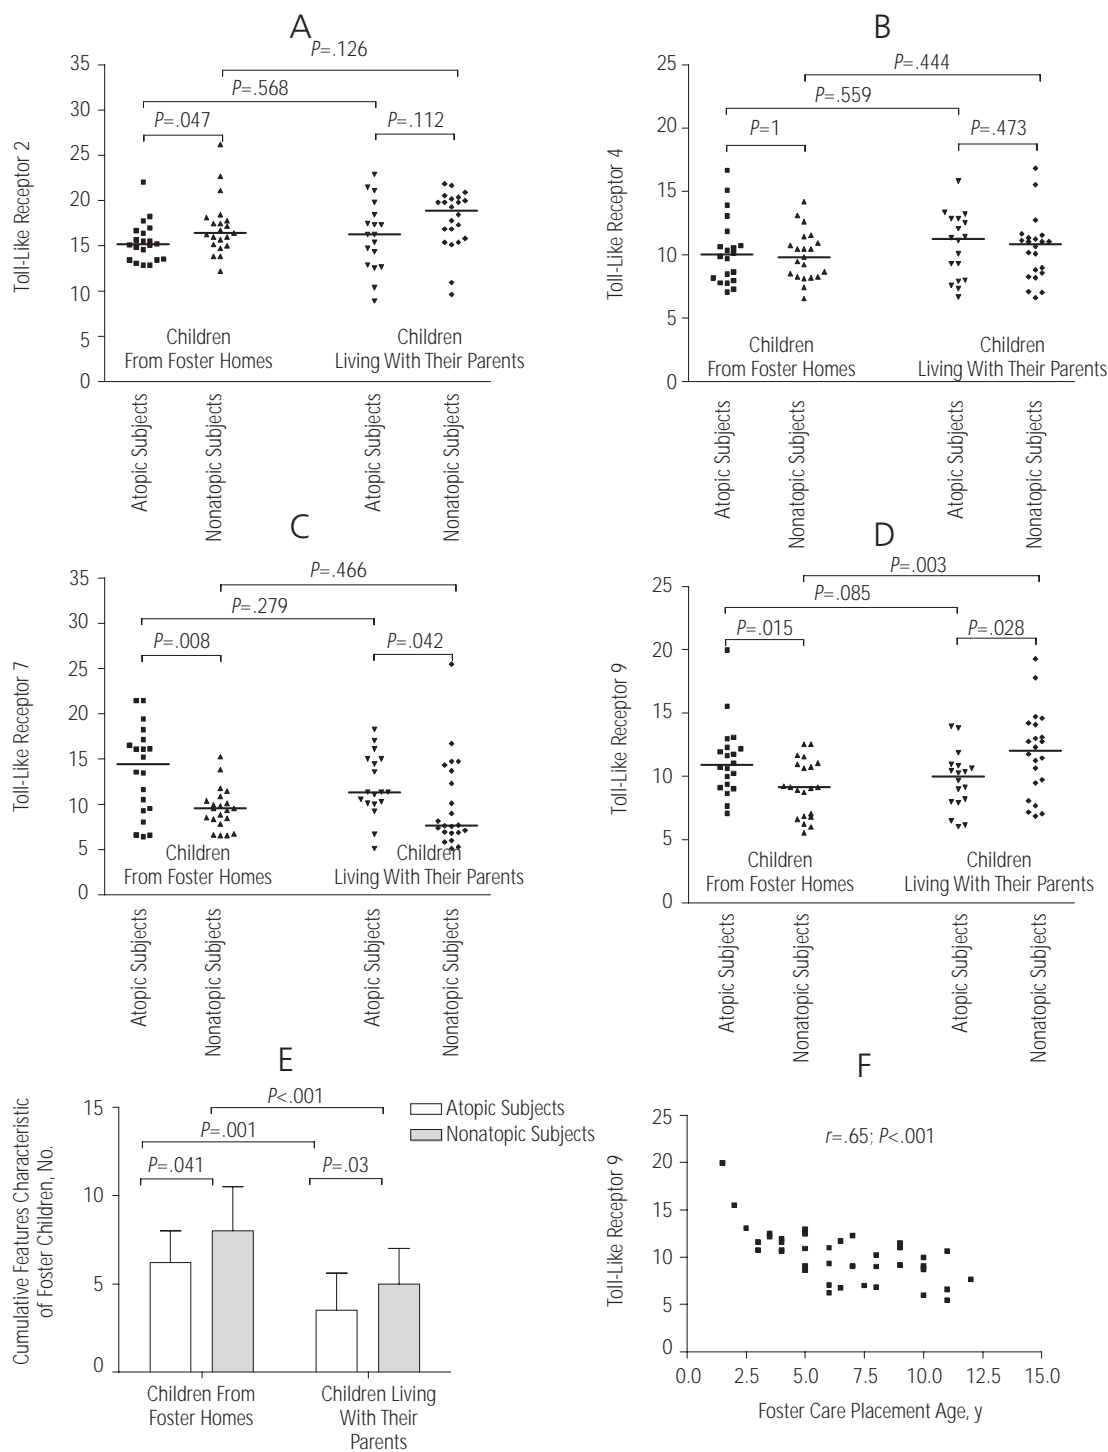 A
P=.126
P=.568
P=.047
P=.112
35
30
25
20
15
10
5
0
Toll-Like Receptor 2
Children
From Foster Homes
Children
Living With Their Parents
Atopic Subjects
Nonatopic Subjects
Atopic Subjects
Nonatopic Subjects
B
P=.444
P=.559
P=1
P=.473
25
20
15
10
5
0
Toll-Like Receptor 4
Children
From Foster Homes
Children
Living With Their Parents
Atopic Subjects
Nonatopic Subjects
Atopic Subjects
Nonatopic Subjects
C
P=.466
P=.279
P=.008
P=.042
35
30
25
20
15
10
5
0
Toll-Like Receptor 7
Children
From Foster Homes
Children
Living With Their Parents
Atopic Subjects
Nonatopic Subjects
Atopic Subjects
Nonatopic Subjects
D
P=.003
P=.085
P=.015
P=.028
25
20
15
10
5
0
Toll-Like Receptor 9
Children
From Foster Homes
Children
Living With Their Parents
Atopic Subjects
Nonatopic Subjects
Atopic Subjects
Nonatopic Subjects
E
P<.001
P=.001
P=.041
P=.03
Atopic Subjects
Nonatopic Subjects
15
10
5
0
Cumulative Features Characteristic
of Foster Children, No.
Children From
Foster Homes
Children Living
With Their
Parents
F
r=.65; P<.001
25
20
15
10
5
0
Toll-Like Receptor 9
0.0 2.5 5.0 7.5 10.0 12.5 15.0
Foster Care Placement Age, y